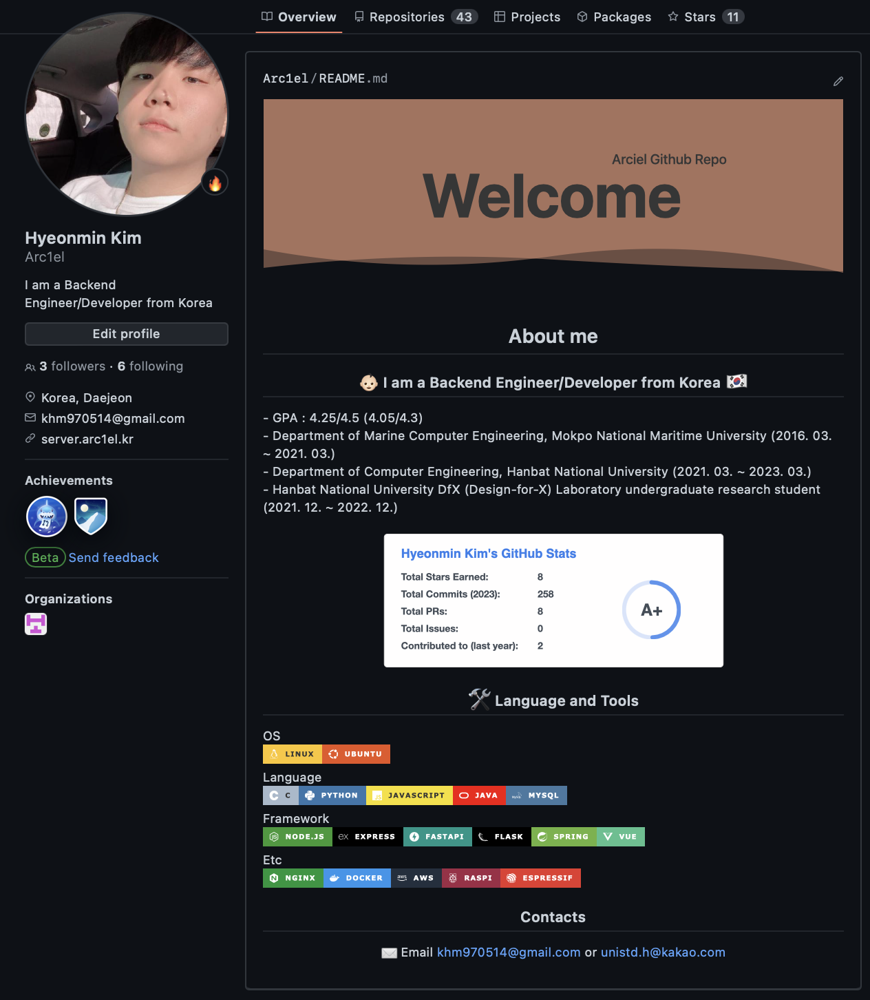 Overview
Repositories 43
Projects
Packages
Stars 11
Hyeonmin Kim
Arc1el
I am a Backend
Engineer/Developer from Korea
Edit profile
3 followers · 6 following
Korea, Daejeon
khm970514@gmail.com
server.arc1el.kr
Achievements
Beta Send feedback
Organizations
Arc1el/README.md
Arciel Github Repo
Welcome
About me
I am a Backend Engineer/Developer from Korea
- GPA : 4.25/4.5 (4.05/4.3)
- Department of Marine Computer Engineering, Mokpo National Maritime University (2016. 03.
~ 2021. 03.)
- Department of Computer Engineering, Hanbat National University (2021. 03. ~ 2023. 03.)
- Hanbat National University DfX (Design-for-X) Laboratory undergraduate research student
(2021. 12. ~ 2022. 12.)
Hyeonmin Kim's GitHub Stats
Total Stars Earned: 8
Total Commits (2023): 258
Total PRs: 8
Total Issues: 0
Contributed to (last year): 2
A+
Language and Tools
OS
LINUX UBUNTU
Language
C PYTHON JAVASCRIPT JAVA MYSQL
Framework
NODE.JS EXPRESS FASTAPI FLASK SPRING VUE
Etc
NGINX DOCKER AWS RASPI ESPRESSIF
Contacts
Email khm970514@gmail.com or unistd.h@kakao.com